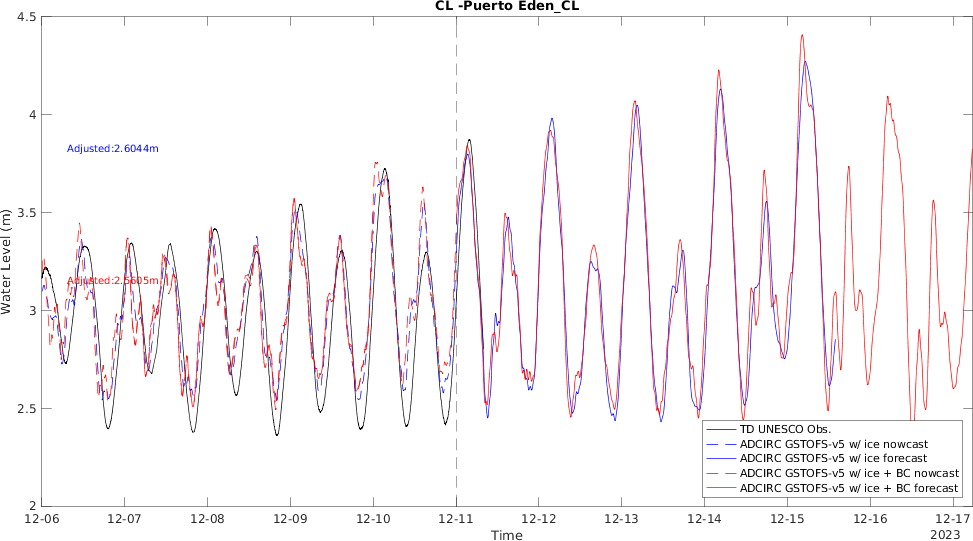 CL -Puerto Eden_CL
4.5
4
3.5
3
2.5
2
Water Level (m)
Adjusted:2.6044m
Adjusted:2.5605m
TD UNESCO Obs.
ADCIRC GSTOFS-v5 w/ ice nowcast
ADCIRC GSTOFS-v5 w/ ice forecast
ADCIRC GSTOFS-v5 w/ ice + BC nowcast
ADCIRC GSTOFS-v5 w/ ice + BC forecast
12-06 12-07 12-08 12-09 12-10 12-11 12-12 12-13 12-14 12-15 12-16 12-17
Time
2023